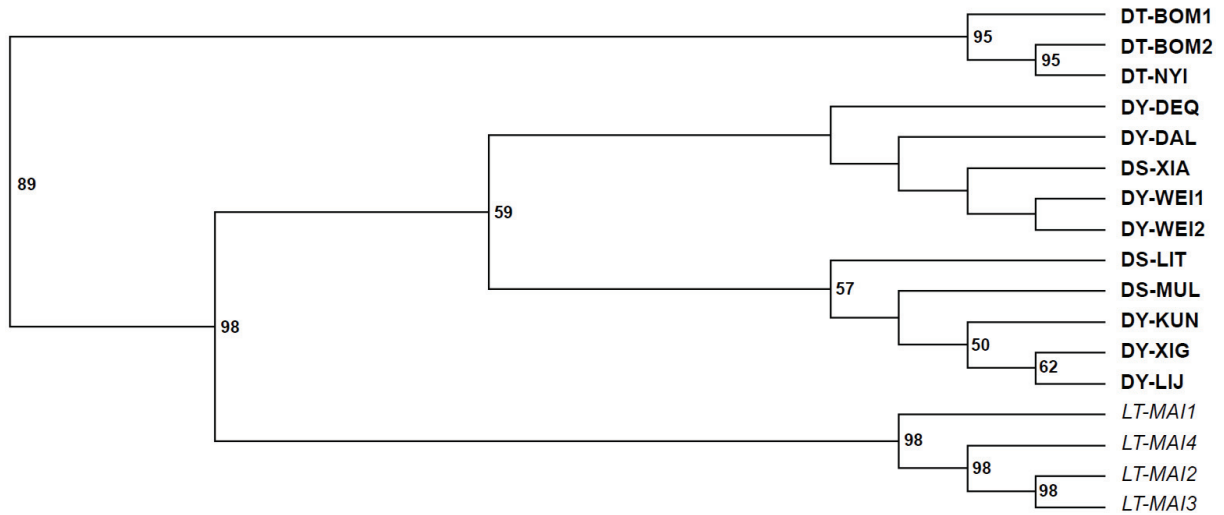 DT-BOM1
95
DT-BOM2
95
DT-NYI
DY-DEQ
DY-DAL
DS-XIA
89
DY-WEI1
59
DY-WEI2
DS-LIT
57
DS-MUL
DY-KUN
98
50
DY-XIG
62
DY-LIJ
LT-MAI1
98
LT-MAI4
98
LT-MAI2
98
LT-MAI3